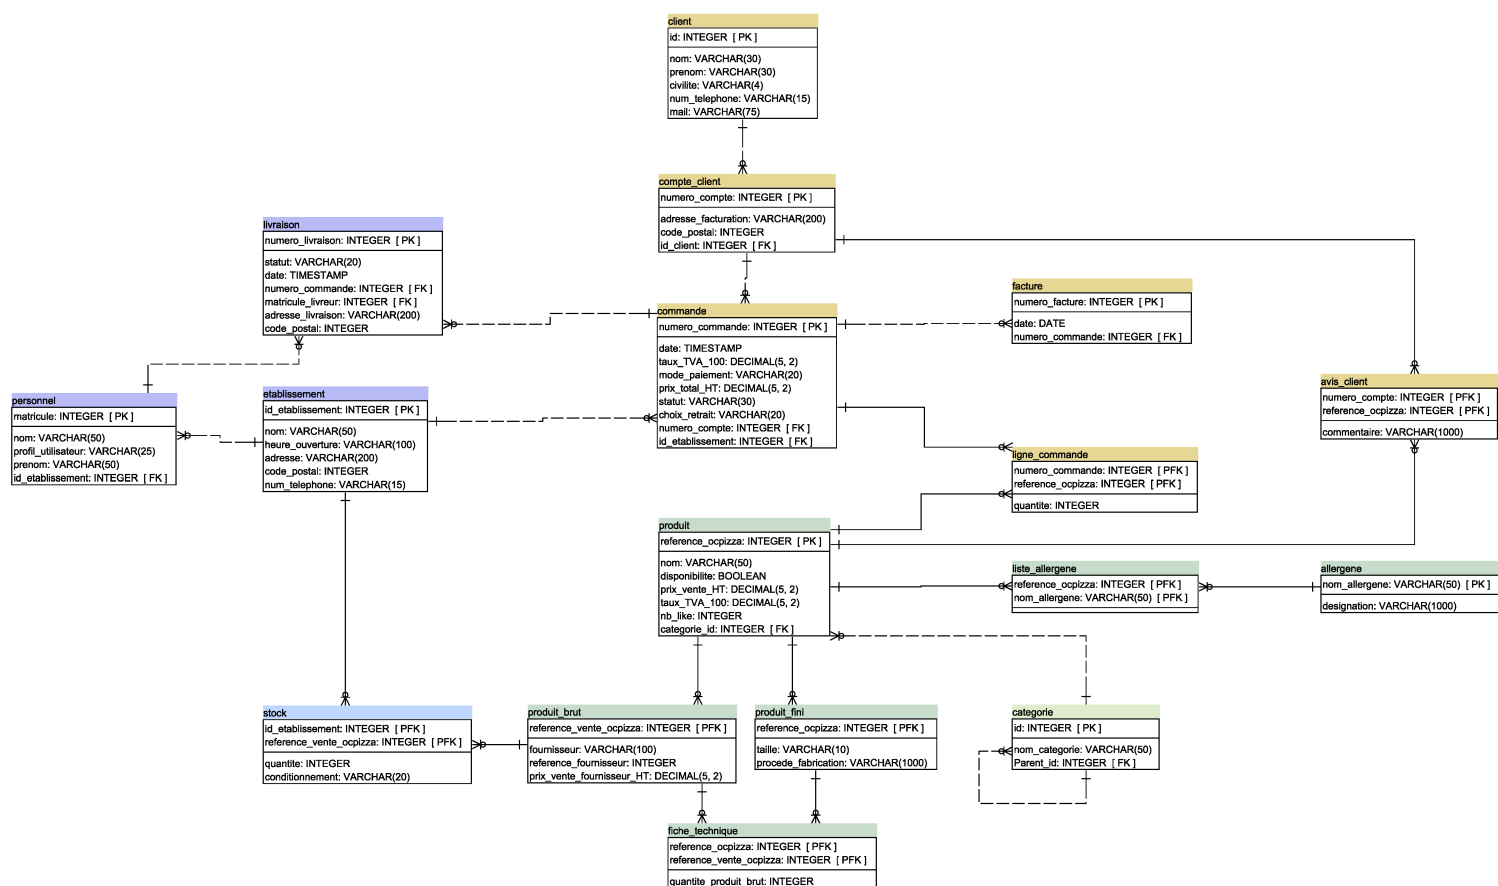 client
id: INTEGER [ PK ]
nom: VARCHAR(30)
prenom: VARCHAR(30)
civilite: VARCHAR(4)
num_telephone: VARCHAR(15)
mail: VARCHAR(75)
compte_client
numero_compte: INTEGER [ PK ]
adresse_facturation: VARCHAR(200)
code_postal: INTEGER
id_client: INTEGER [ FK ]
livraison
numero_livraison: INTEGER [ PK ]
statut: VARCHAR(20)
date: TIMESTAMP
numero_commande: INTEGER [ FK ]
matricule_livreur: INTEGER [ FK ]
adresse_livraison: VARCHAR(200)
code_postal: INTEGER
commande
numero_commande: INTEGER [ PK ]
date: TIMESTAMP
taux_TVA_100: DECIMAL(5, 2)
mode_paiement: VARCHAR(20)
prix_total_HT: DECIMAL(5, 2)
statut: VARCHAR(30)
choix_retrait: VARCHAR(20)
numero_compte: INTEGER [ FK ]
id_etablissement: INTEGER [ FK ]
facture
numero_facture: INTEGER [ PK ]
date: DATE
numero_commande: INTEGER [ FK ]
avis_client
numero_compte: INTEGER [ PFK ]
reference_ocpizza: INTEGER [ PFK ]
commentaire: VARCHAR(1000)
personnel
matricule: INTEGER [ PK ]
nom: VARCHAR(50)
profil_utilisateur: VARCHAR(25)
prenom: VARCHAR(50)
id_etablissement: INTEGER [ FK ]
etablissement
id_etablissement: INTEGER [ PK ]
nom: VARCHAR(50)
heure_ouverture: VARCHAR(100)
adresse: VARCHAR(200)
code_postal: INTEGER
num_telephone: VARCHAR(15)
ligne_commande
numero_commande: INTEGER [ PFK ]
reference_ocpizza: INTEGER [ PFK ]
quantite: INTEGER
produit
reference_ocpizza: INTEGER [ PK ]
nom: VARCHAR(50)
disponibilite: BOOLEAN
prix_vente_HT: DECIMAL(5, 2)
taux_TVA_100: DECIMAL(5, 2)
nb_like: INTEGER
categorie_id: INTEGER [ FK ]
liste_allergene
reference_ocpizza: INTEGER [ PFK ]
nom_allergene: VARCHAR(50) [ PFK ]
allergene
nom_allergene: VARCHAR(50) [ PK ]
designation: VARCHAR(1000)
stock
id_etablissement: INTEGER [ PFK ]
reference_vente_ocpizza: INTEGER [ PFK ]
quantite: INTEGER
conditionnement: VARCHAR(20)
produit_brut
reference_vente_ocpizza: INTEGER [ PFK ]
fournisseur: VARCHAR(100)
reference_fournisseur: INTEGER
prix_vente_fournisseur_HT: DECIMAL(5, 2)
produit_fini
reference_ocpizza: INTEGER [ PFK ]
taille: VARCHAR(10)
procede_fabrication: VARCHAR(1000)
categorie
id: INTEGER [ PK ]
nom_categorie: VARCHAR(50)
Parent_id: INTEGER [ FK ]
fiche_technique
reference_ocpizza: INTEGER [ PFK ]
reference_vente_ocpizza: INTEGER [ PFK ]
quantite_produit_brut: INTEGER